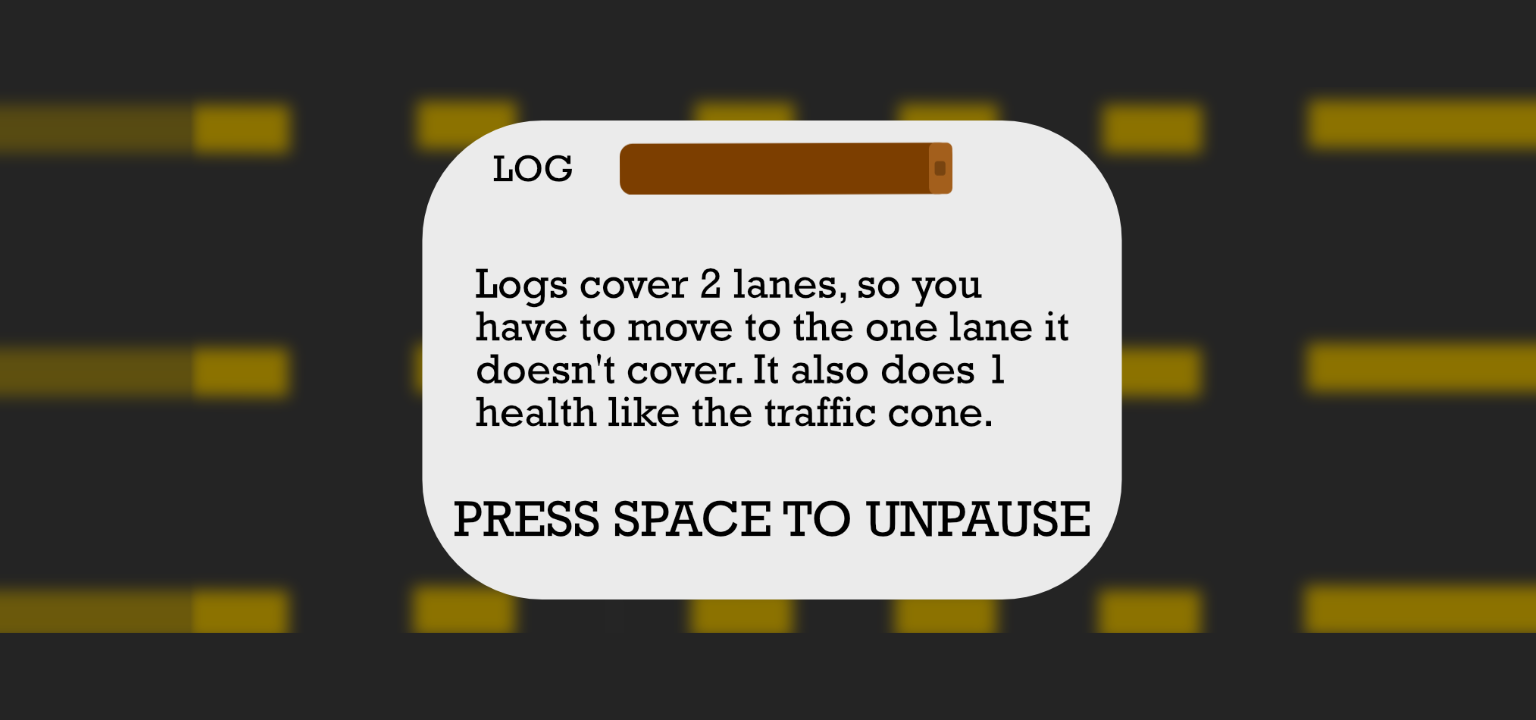 LOG
Logs cover 2 lanes, so you
have to move to the one lane it
doesn't cover. It also does 1
health like the traffic cone.
PRESS SPACE TO UNPAUSE